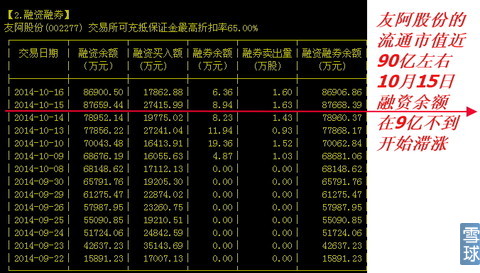 【2.融资融券】
友阿股份(002277) 交易所可充抵保证金最高折扣率65.00%
交易日期 融资余额(万元) 融资买入额(万元) 融券余额(万元) 融券卖出量(万股) 融资融券余额(万元)
2014-10-16 86900.50 17862.88 6.36 1.60 86906.86
2014-10-15 87659.44 27415.99 8.94 1.63 87668.39
2014-10-14 78952.14 19775.02 8.23 1.43 78960.37
2014-10-13 77856.22 27241.04 11.94 0.93 77868.17
2014-10-10 70043.48 16413.91 19.36 1.52 70062.84
2014-10-09 68676.19 16055.63 4.87 1.03 68681.06
2014-10-08 68148.62 17112.13 0.00 0.00 68148.62
2014-09-30 65791.76 19205.30 0.00 0.00 65791.76
2014-09-29 61275.47 22874.02 0.00 0.00 61275.47
2014-09-26 57987.95 23260.75 0.00 0.00 57987.95
2014-09-25 55090.85 19210.51 0.00 0.00 55090.85
2014-09-24 51724.06 24842.59 0.00 0.00 51724.06
2014-09-23 42637.23 35143.69 0.00 0.00 42637.23
2014-09-22 15891.23 17007.13 0.00 0.00 15891.23
友阿股份的
流通市值近
90亿左右
10月15日
融资余额
在9亿不到
开始滞涨
雪球